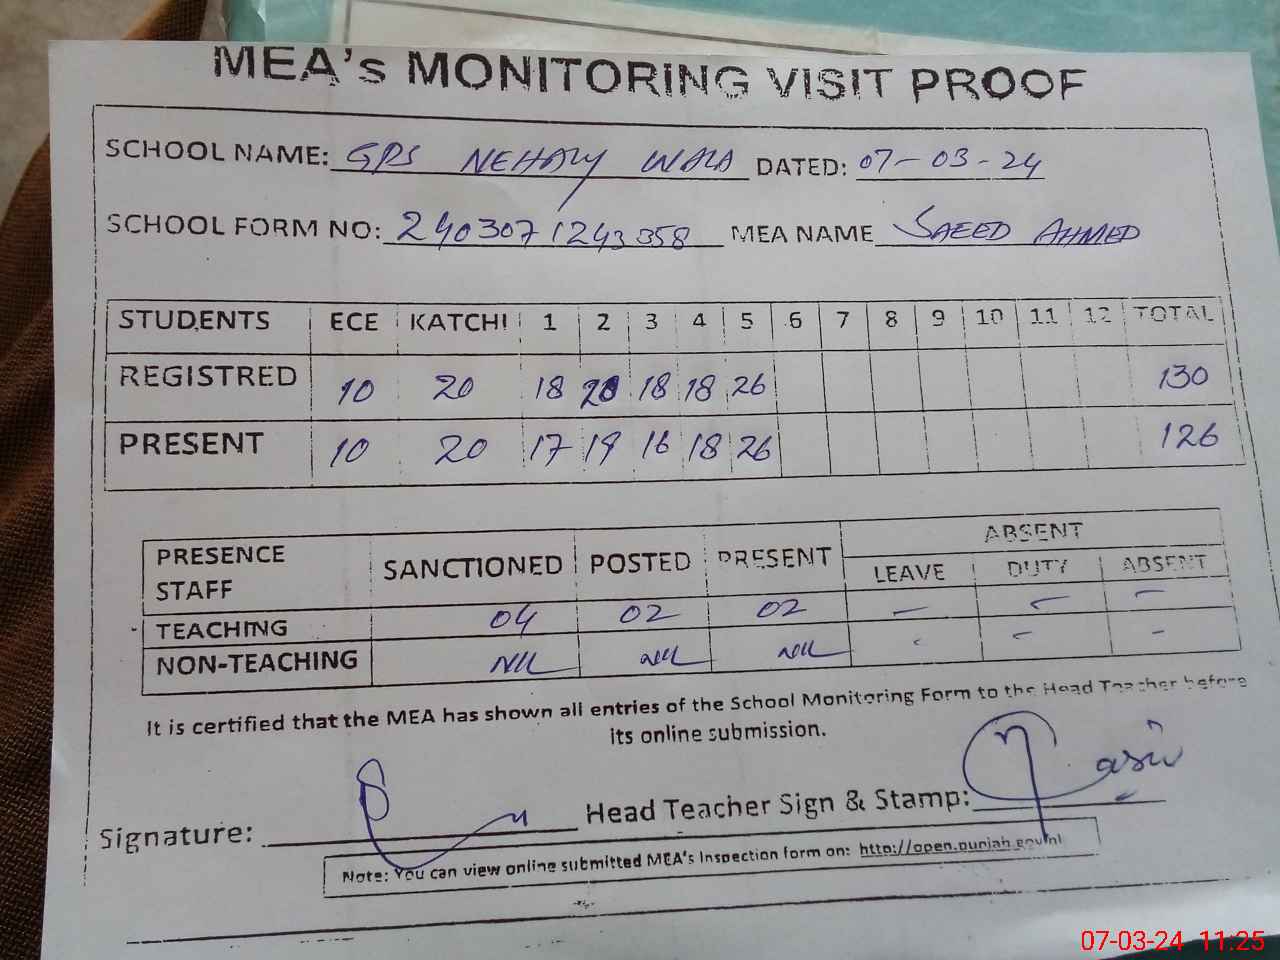 MEA's MONITORING VISIT PROOF
SCHOOL NAME: GPS NEHALY WALA DATED: 07-03-24
SCHOOL FORM NO: 2403071243358 MEA NAME SAEED AHMED
STUDENTS ECE KATCHI 1 2 3 4 5 6 7 8 9 10 11 12 TOTAL
REGISTRED 10 20 18 20 18 18 26 130
PRESENT 10 20 17 19 16 18 26 126
PRESENCE STAFF SANCTIONED POSTED PRESENT ABSENT
LEAVE DUTY ABSENT
TEACHING 04 02 02 – – –
NON-TEACHING NIL NIL NIL - – –
It is certified that the MEA has shown all entries of the School Monitoring Form to the Head Teacher before
its online submission.
Signature: Head Teacher Sign & Stamp:
Note: You can view online submitted MEA's Inspection form on: http://open.punjab.gov.nl
07-03-24 11:25